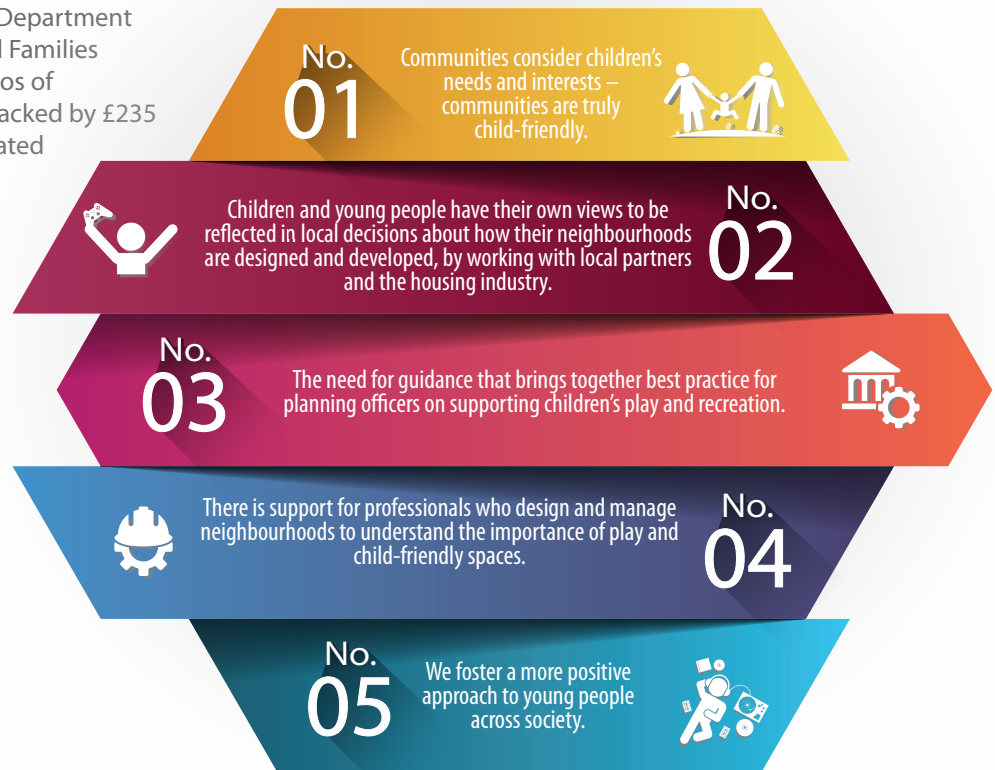 Department
Families
os of
acked by £235
ated
No.
01
Communities consider children's
needs and interests –
communities are truly
child-friendly.
Children and young people have their own views to be
reflected in local decisions about how their neighbourhoods
are designed and developed, by working with local partners
and the housing industry.
No.
02
No.
03
The need for guidance that brings together best practice for
planning officers on supporting children's play and recreation.
There is support for professionals who design and manage
neighbourhoods to understand the importance of play and
child-friendly spaces.
No.
04
No.
05
We foster a more positive
approach to young people
across society.